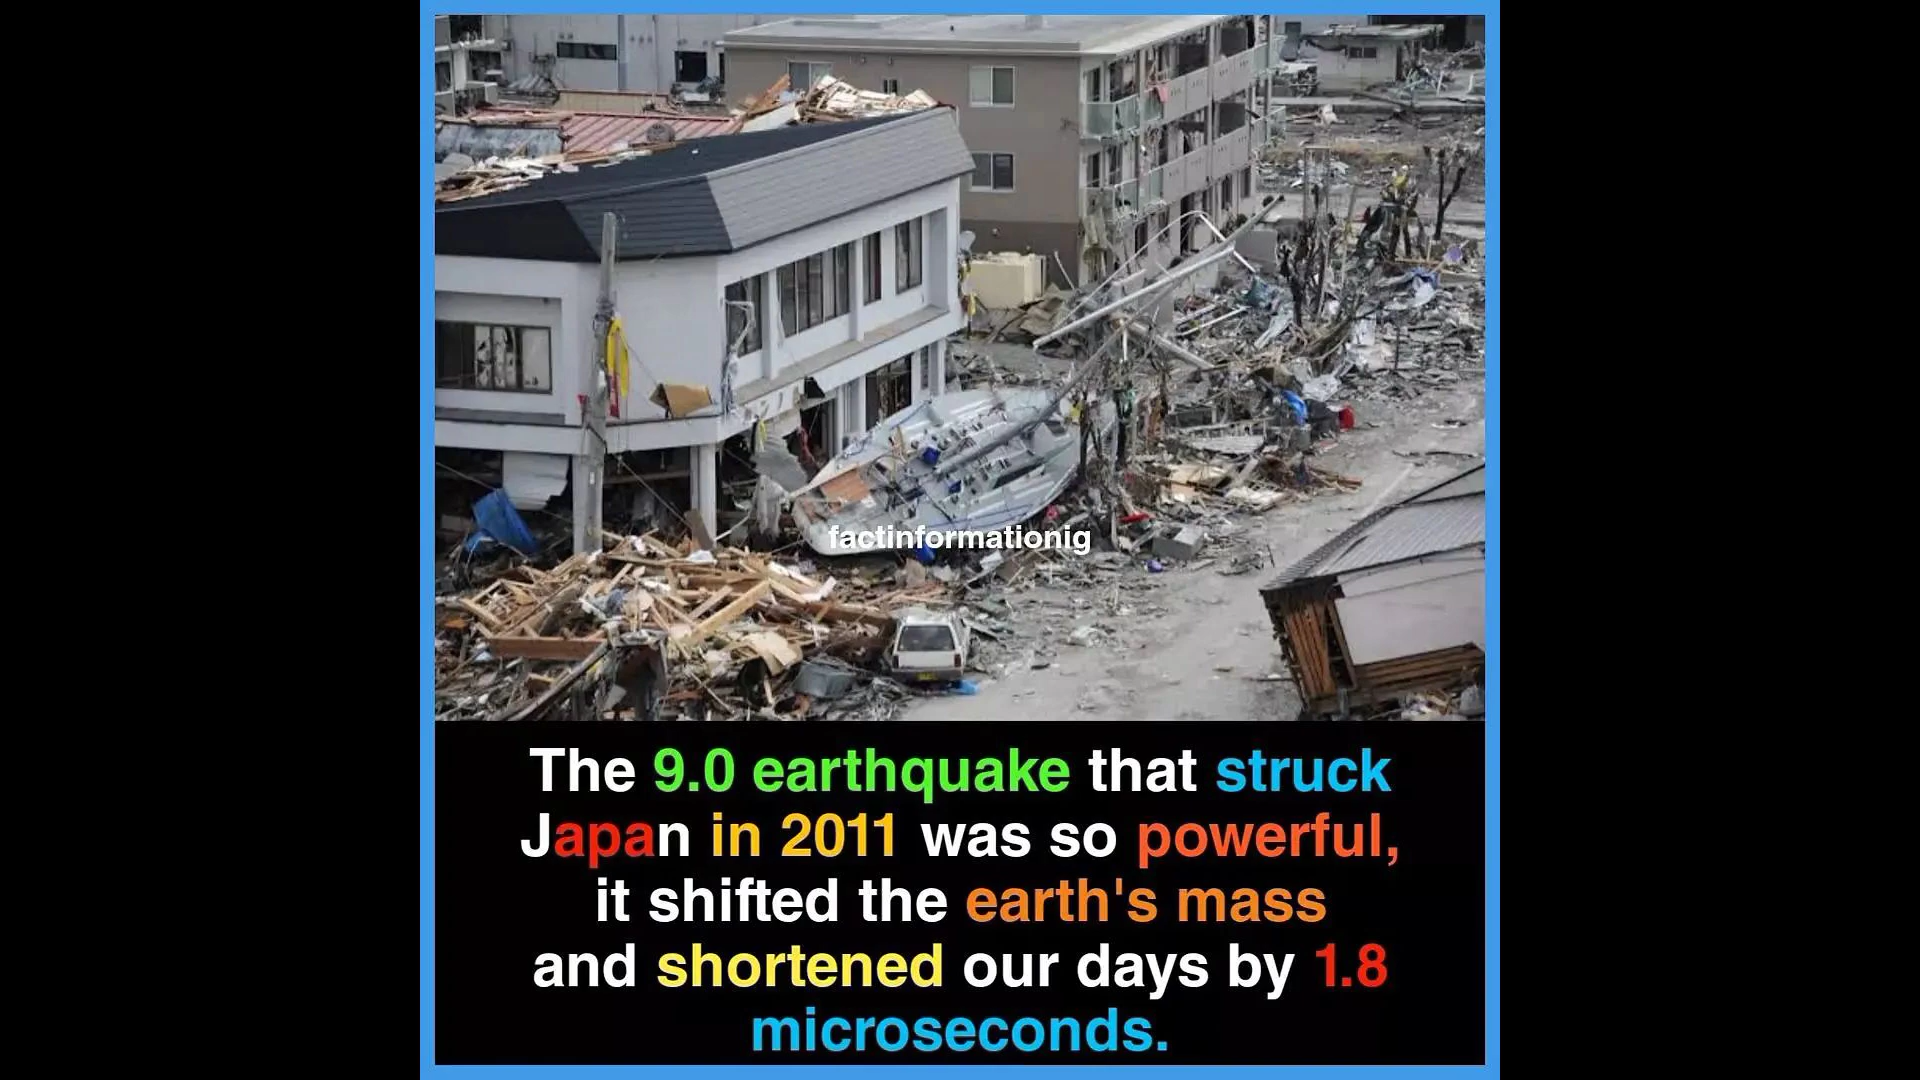 factinformationig
The 9.0 earthquake that struck
Japan in 2011 was so powerful,
it shifted the earth's mass
and shortened our days by 1.8
microseconds.